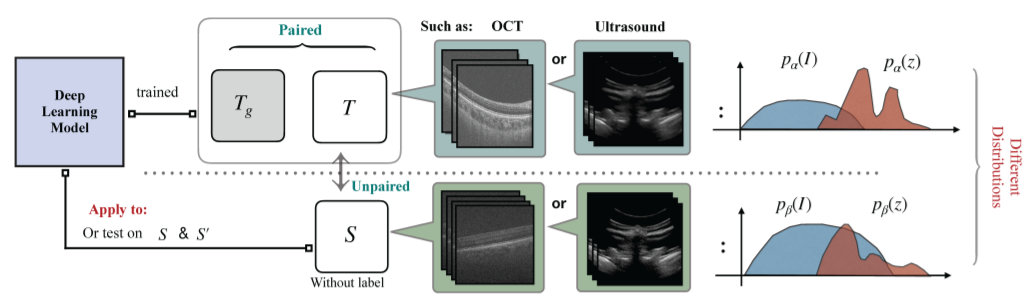 Such as: OCT
Ultrasound
Paired
or
p_α(I)
p_α(z)
Deep
Learning
Model
trained
T_g
T
:
Different
Distributions
Unpaired
Apply to:
Or test on S & S′
S
Without label
or
p_β(I)
p_β(z)
: